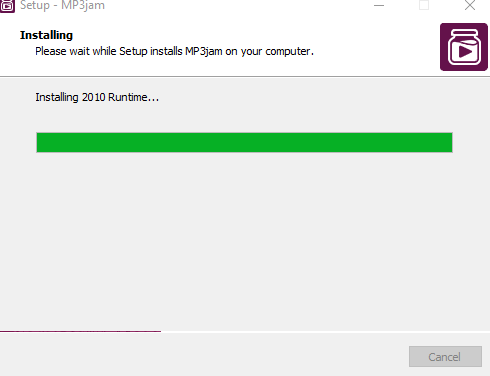 Setup - MP3jam
Installing
Please wait while Setup installs MP3jam on your computer.
Installing 2010 Runtime...
Cancel